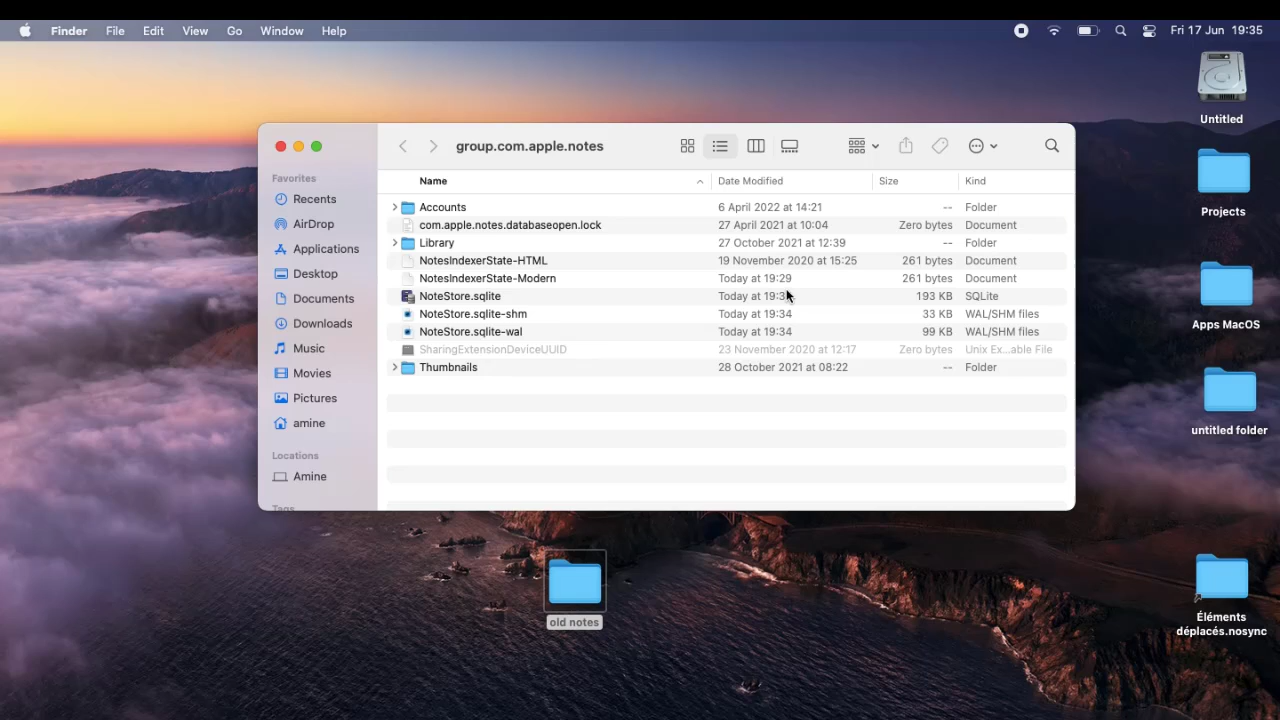 Finder File Edit View Go Window Help Fri 17 Jun 19:35
Untitled
Projects
Apps MacOS
untitled folder
Éléments
déplacés.nosync
old notes
group.com.apple.notes
Favorites
Recents
AirDrop
Applications
Desktop
Documents
Downloads
Music
Movies
Pictures
amine
Locations
Amine
Tags
Name Date Modified Size Kind
Accounts 6 April 2022 at 14:21 -- Folder
com.apple.notes.databaseopen.lock 27 April 2021 at 10:04 Zero bytes Document
Library 27 October 2021 at 12:39 -- Folder
NotesIndexerState-HTML 19 November 2020 at 15:25 261 bytes Document
NotesIndexerState-Modern Today at 19:29 261 bytes Document
NoteStore.sqlite Today at 193 KB SQLite
NoteStore.sqlite-shm Today at 19:34 33 KB WAL/SHM files
NoteStore.sqlite-wal Today at 19:34 99 KB WAL/SHM files
SharingExtensionDeviceUUID 23 November 2020 at 12:17 Zero bytes Unix Ex...able File
Thumbnails 28 October 2021 at 08:22 -- Folder